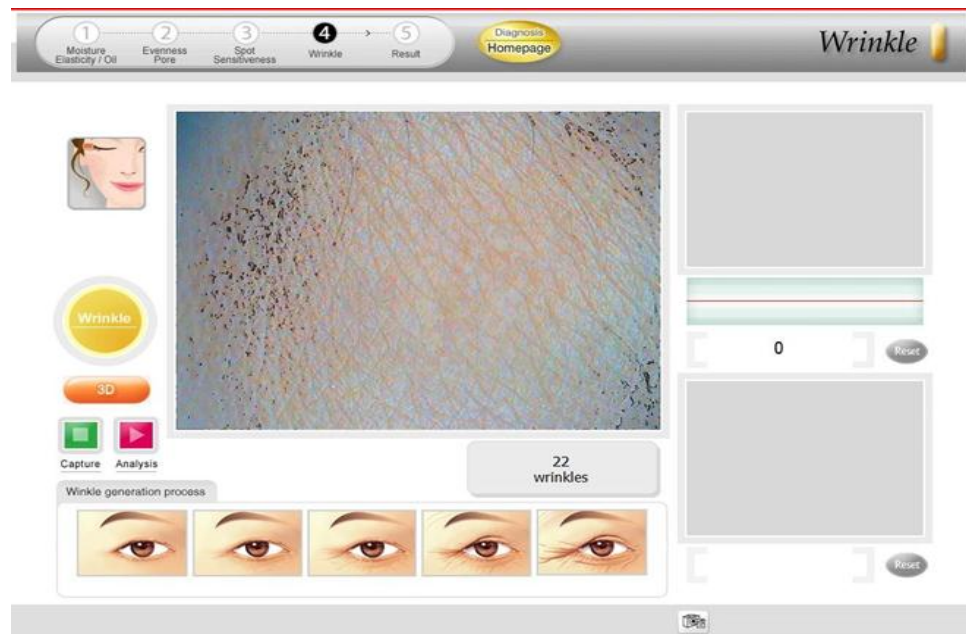 1
Moisture
Elasticity / Oil
2
Evenness
Pore
3
Spot
Sensitiveness
4
Wrinkle
5
Result
Diagnosis
Homepage
Wrinkle
Wrinkle
3D
Capture
Analysis
22
wrinkles
0
Reset
Winkle generation process
Reset